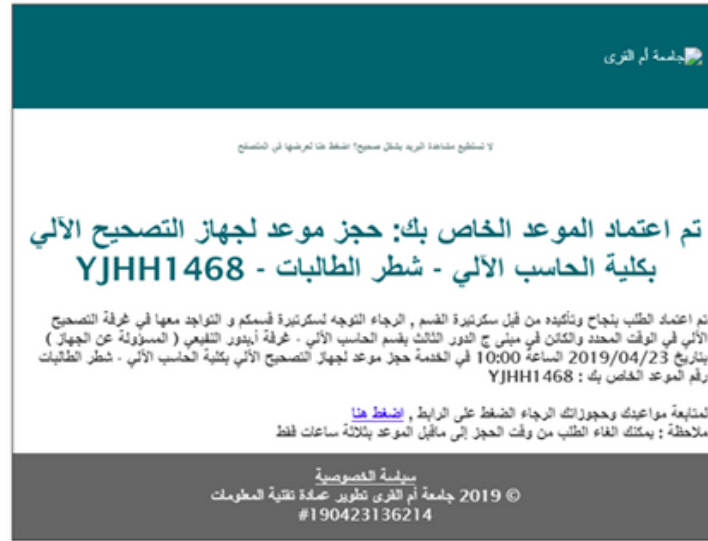 جامعة أم القرى
لا تستطيع مشاهدة البريد بشكل صحيح؟ اضغط هنا لعرضها في المتصفح
تم اعتماد الموعد الخاص بك: حجز موعد لجهاز التصحيح الآلي
بكلية الحاسب الآلي - شطر الطالبات - YJHH1468
تم اعتماد الطلب بنجاح وتأكيده من قبل سكرتيرة القسم , الرجاء التوجه لسكرتيرة قسمكم و التواجد معها في غرفة التصحيح
الآلي في الوقت المحدد والكائن في مبنى ج الدور الثالث بقسم الحاسب الآلي - غرفة أ.بدور النفيعي ( المسؤولة عن الجهاز )
بتاريخ 2019/04/23 الساعة 10:00 في الخدمة حجز موعد لجهاز التصحيح الآلي بكلية الحاسب الآلي - شطر الطالبات
رقم الموعد الخاص بك : YJHH1468
لمتابعة مواعيدك وحجوزاتك الرجاء الضغط على الرابط , اضغط هنا
ملاحظة : يمكنك الغاء الطلب من وقت الحجز إلى ماقبل الموعد بثلاثة ساعات فقط
سياسة الخصوصية
© 2019 جامعة أم القرى تطوير عمادة تقنية المعلومات
#190423136214